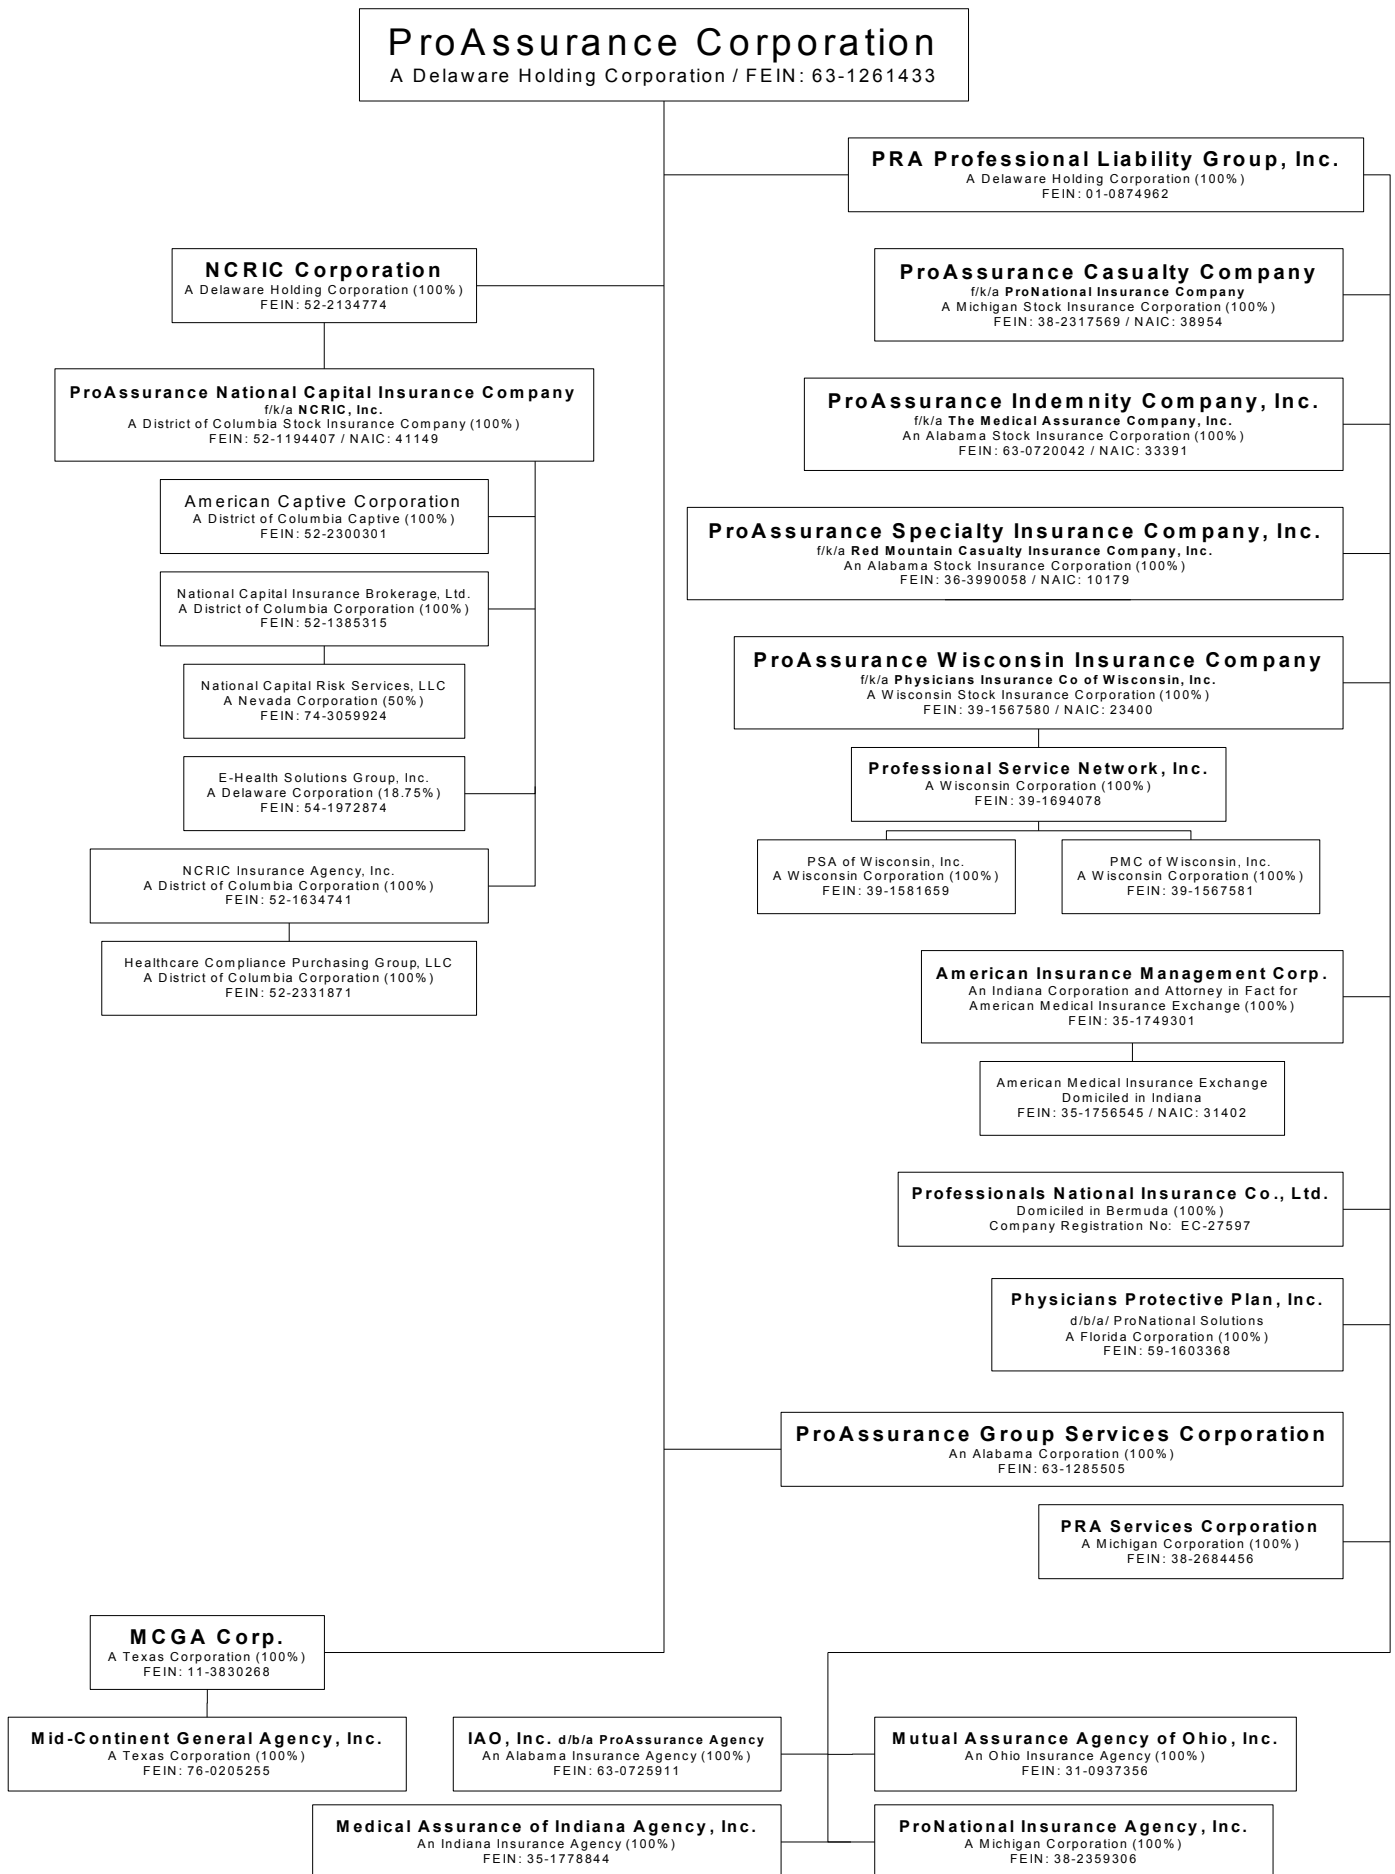 ProAssurance Corporation
A Delaware Holding Corporation / FEIN: 63-1261433
PRA Professional Liability Group, Inc.
A Delaware Holding Corporation (100%)
FEIN: 01-0874962
NCRIC Corporation
A Delaware Holding Corporation (100%)
FEIN: 52-2134774
ProAssurance National Capital Insurance Company
f/k/a NCRIC, Inc.
A District of Columbia Stock Insurance Company (100%)
FEIN: 52-1194407 / NAIC: 41149
American Captive Corporation
A District of Columbia Captive (100%)
FEIN: 52-2300301
National Capital Insurance Brokerage, Ltd.
A District of Columbia Corporation (100%)
FEIN: 52-1385315
National Capital Risk Services, LLC
A Nevada Corporation (50%)
FEIN: 74-3059924
E-Health Solutions Group, Inc.
A Delaware Corporation (18.75%)
FEIN: 54-1972874
NCRIC Insurance Agency, Inc.
A District of Columbia Corporation (100%)
FEIN: 52-1634741
Healthcare Compliance Purchasing Group, LLC
A District of Columbia Corporation (100%)
FEIN: 52-2331871
ProAssurance Casualty Company
f/k/a ProNational Insurance Company
A Michigan Stock Insurance Corporation (100%)
FEIN: 38-2317569 / NAIC: 38954
ProAssurance Indemnity Company, Inc.
f/k/a The Medical Assurance Company, Inc.
An Alabama Stock Insurance Corporation (100%)
FEIN: 63-0720042 / NAIC: 33391
ProAssurance Specialty Insurance Company, Inc.
f/k/a Red Mountain Casualty Insurance Company, Inc.
An Alabama Stock Insurance Corporation (100%)
FEIN: 36-3990058 / NAIC: 10179
ProAssurance Wisconsin Insurance Company
f/k/a Physicians Insurance Co of Wisconsin, Inc.
A Wisconsin Stock Insurance Corporation (100%)
FEIN: 39-1567580 / NAIC: 23400
Professional Service Network, Inc.
A Wisconsin Corporation (100%)
FEIN: 39-1694078
PSA of Wisconsin, Inc.
A Wisconsin Corporation (100%)
FEIN: 39-1581659
PMC of Wisconsin, Inc.
A Wisconsin Corporation (100%)
FEIN: 39-1567581
American Insurance Management Corp.
An Indiana Corporation and Attorney in Fact for
American Medical Insurance Exchange (100%)
FEIN: 35-1749301
American Medical Insurance Exchange
Domiciled in Indiana
FEIN: 35-1756545 / NAIC: 31402
Professionals National Insurance Co., Ltd.
Domiciled in Bermuda (100%)
Company Registration No: EC-27597
Physicians Protective Plan, Inc.
d/b/a/ ProNational Solutions
A Florida Corporation (100%)
FEIN: 59-1603368
ProAssurance Group Services Corporation
An Alabama Corporation (100%)
FEIN: 63-1285505
PRA Services Corporation
A Michigan Corporation (100%)
FEIN: 38-2684456
MCGA Corp.
A Texas Corporation (100%)
FEIN: 11-3830268
Mid-Continent General Agency, Inc.
A Texas Corporation (100%)
FEIN: 76-0205255
IAO, Inc. d/b/a ProAssurance Agency
An Alabama Insurance Agency (100%)
FEIN: 63-0725911
Mutual Assurance Agency of Ohio, Inc.
An Ohio Insurance Agency (100%)
FEIN: 31-0937356
Medical Assurance of Indiana Agency, Inc.
An Indiana Insurance Agency (100%)
FEIN: 35-1778844
ProNational Insurance Agency, Inc.
A Michigan Corporation (100%)
FEIN: 38-2359306